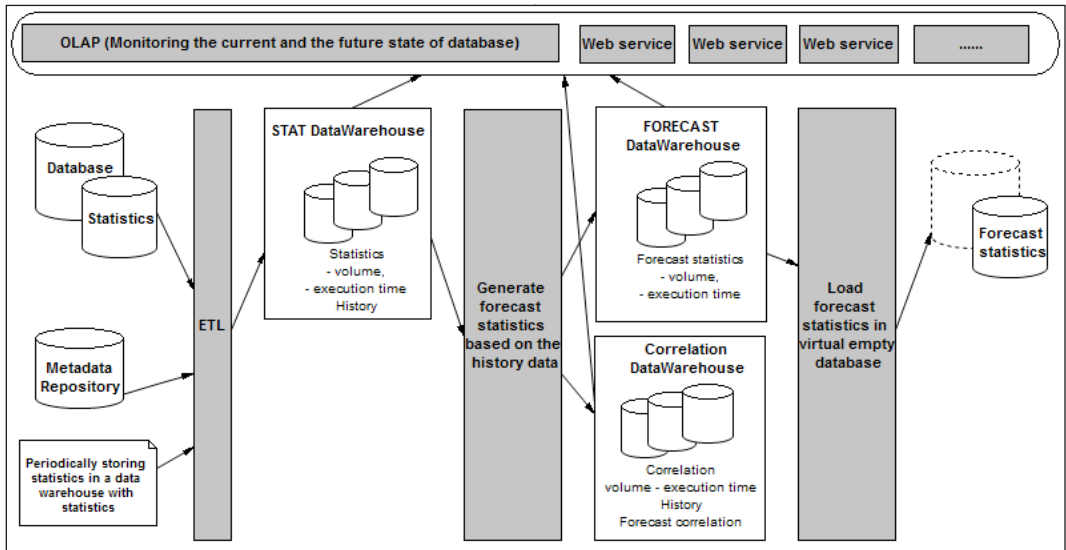 OLAP (Monitoring the current and the future state of database)
Web service
Web service
Web service
......
Database
Statistics
Metadata
Repository
Periodically storing
statistics in a data
warehouse with
statistics
ETL
STAT DataWarehouse
Statistics
- volume,
- execution time
History
Generate
forecast
statistics
based on the
history data
FORECAST
DataWarehouse
Forecast statistics
- volume,
- execution time
Correlation
DataWarehouse
Correlation
volume - execution time
History
Forecast correlation
Load
forecast
statistics in
virtual empty
database
Forecast
statistics